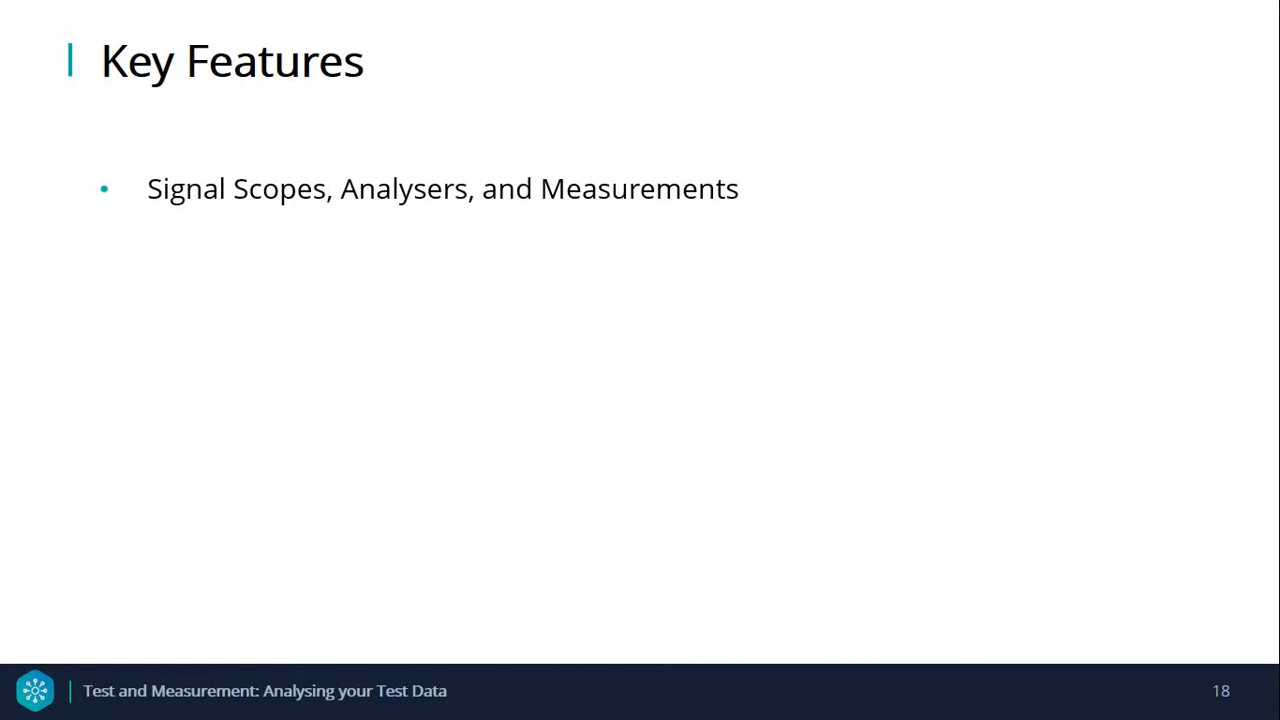 Key Features
• Signal Scopes, Analysers, and Measurements
Test and Measurement: Analysing your Test Data
18